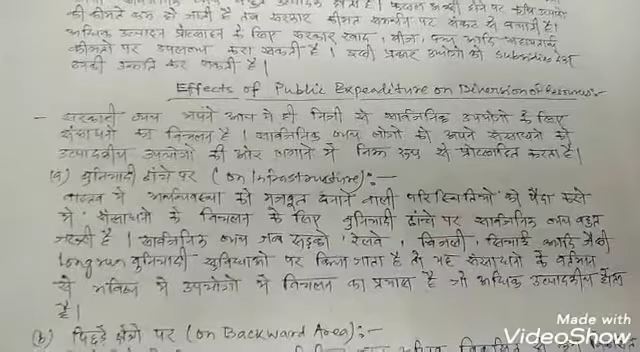 की कीमतें कम हो जाती है तब सरकार कीमत समर्थन पर संकट से बचाती है।
अधिक उत्पादन प्रोत्साहन के लिए सरकार खाद, बीज, यन्त्र आदि सहायतार्थ
कीमतों पर उपलब्ध करा सकती है। इसी प्रकार उद्योगों को Subsidies देकर
उनकी उन्नति कर सकती है।
Effects of Public Expediture on Diversion of Resources:-
- सरकारी व्यय अपने आप में ही निजी से सार्वजनिक उपयोगों के लिए
संसाधनों का विचलन है। सार्वजनिक व्यय लोगों को अपने संसाधनों को
उत्पादकीय उपयोगों की ओर लगाने में निम्न रूप से प्रोत्साहित करता है।
(a) बुनियादी ढांचे पर (on Infrastructure):-
वास्तव में अर्थव्यवस्था को मजबूत बनाने वाली परिस्थितियों को पैदा करने
में संसाधनों के विचलन के लिए बुनियादी ढांचे पर सार्वजनिक व्यय बहुत
जरूरी है। सार्वजनिक व्यय जब सड़कों, रेलवे, बिजली, सिंचाई आदि जैसी
Long run बुनियादी सुविधाओं पर किया जाता है तो यह संसाधनों के वर्तमान
से भविष्य में उपयोगों में विचलन का प्रयास है जो अधिक उत्पादकीय होता
है।
(b) पिछड़े क्षेत्रों पर (on Backward Area):-
Made with
VideoShow